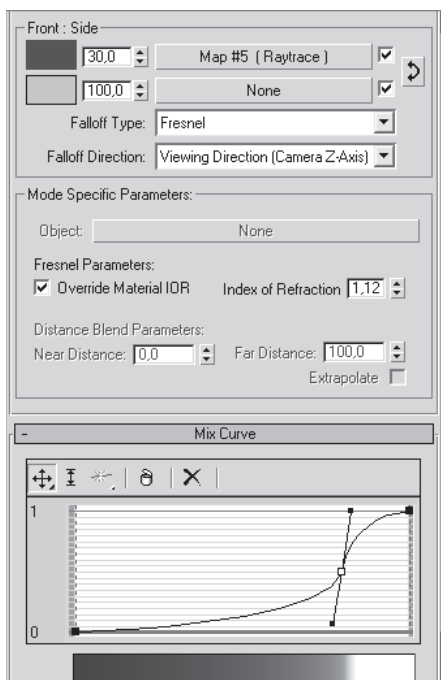 Front : Side
30,0 Map #5 ( Raytrace )
100,0 None
Falloff Type: Fresnel
Falloff Direction: Viewing Direction (Camera Z-Axis)
Mode Specific Parameters:
Object: None
Fresnel Parameters:
Override Material IOR Index of Refraction 1,12
Distance Blend Parameters:
Near Distance: 0,0 Far Distance: 100,0
Extrapolate
- Mix Curve
1
0